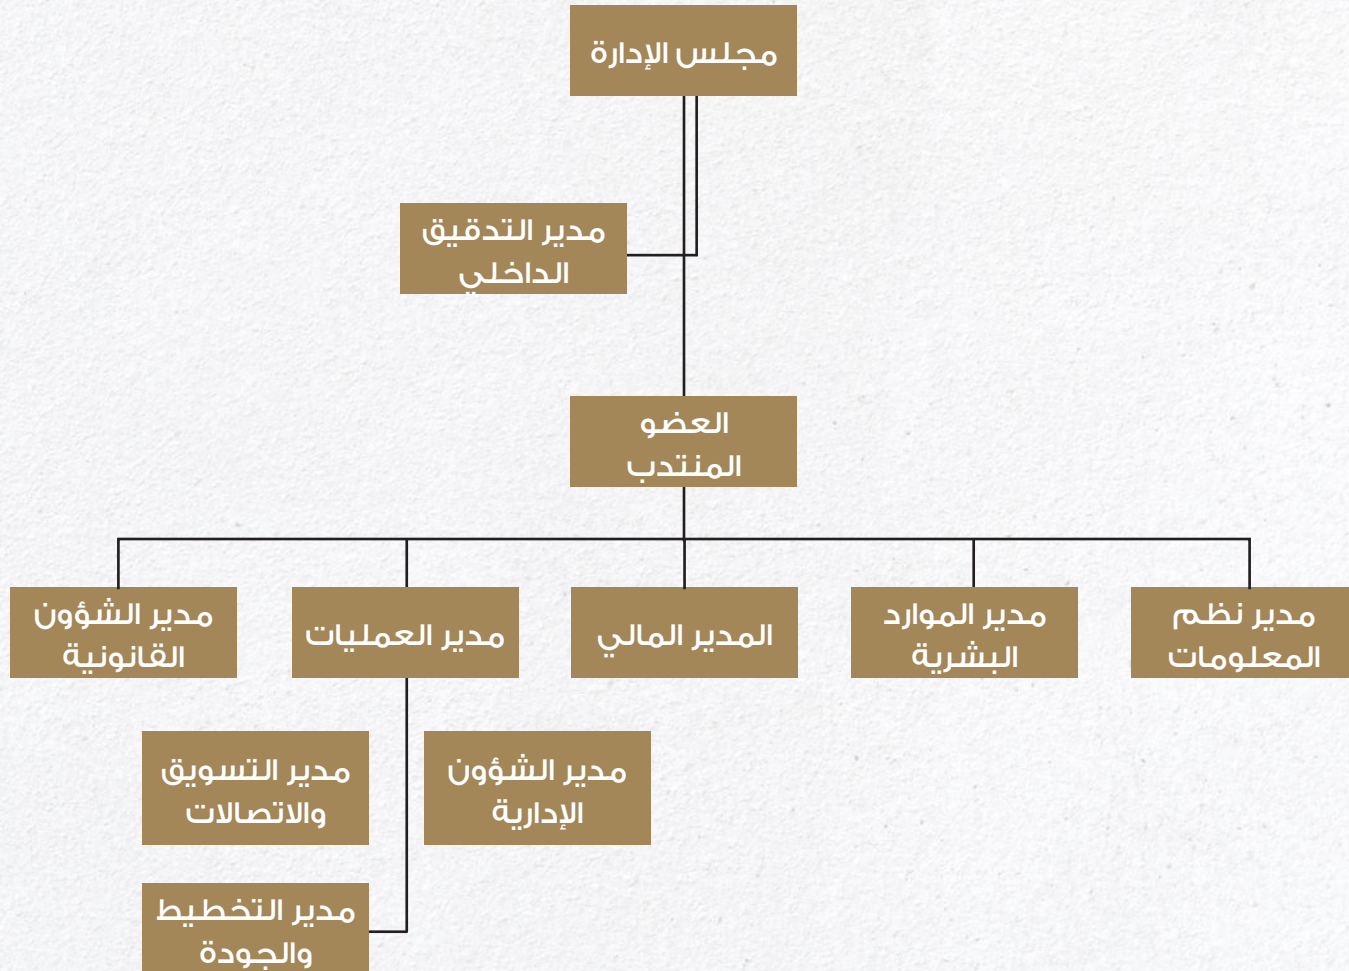 مجلس الإدارة
مدير التدقيق
الداخلي
العضو
المنتدب
مدير نظم
المعلومات
مدير الموارد
البشرية
المدير المالي
مدير العمليات
مدير الشؤون
القانونية
مدير الشؤون
الإدارية
مدير التسويق
والاتصالات
مدير التخطيط
والجودة